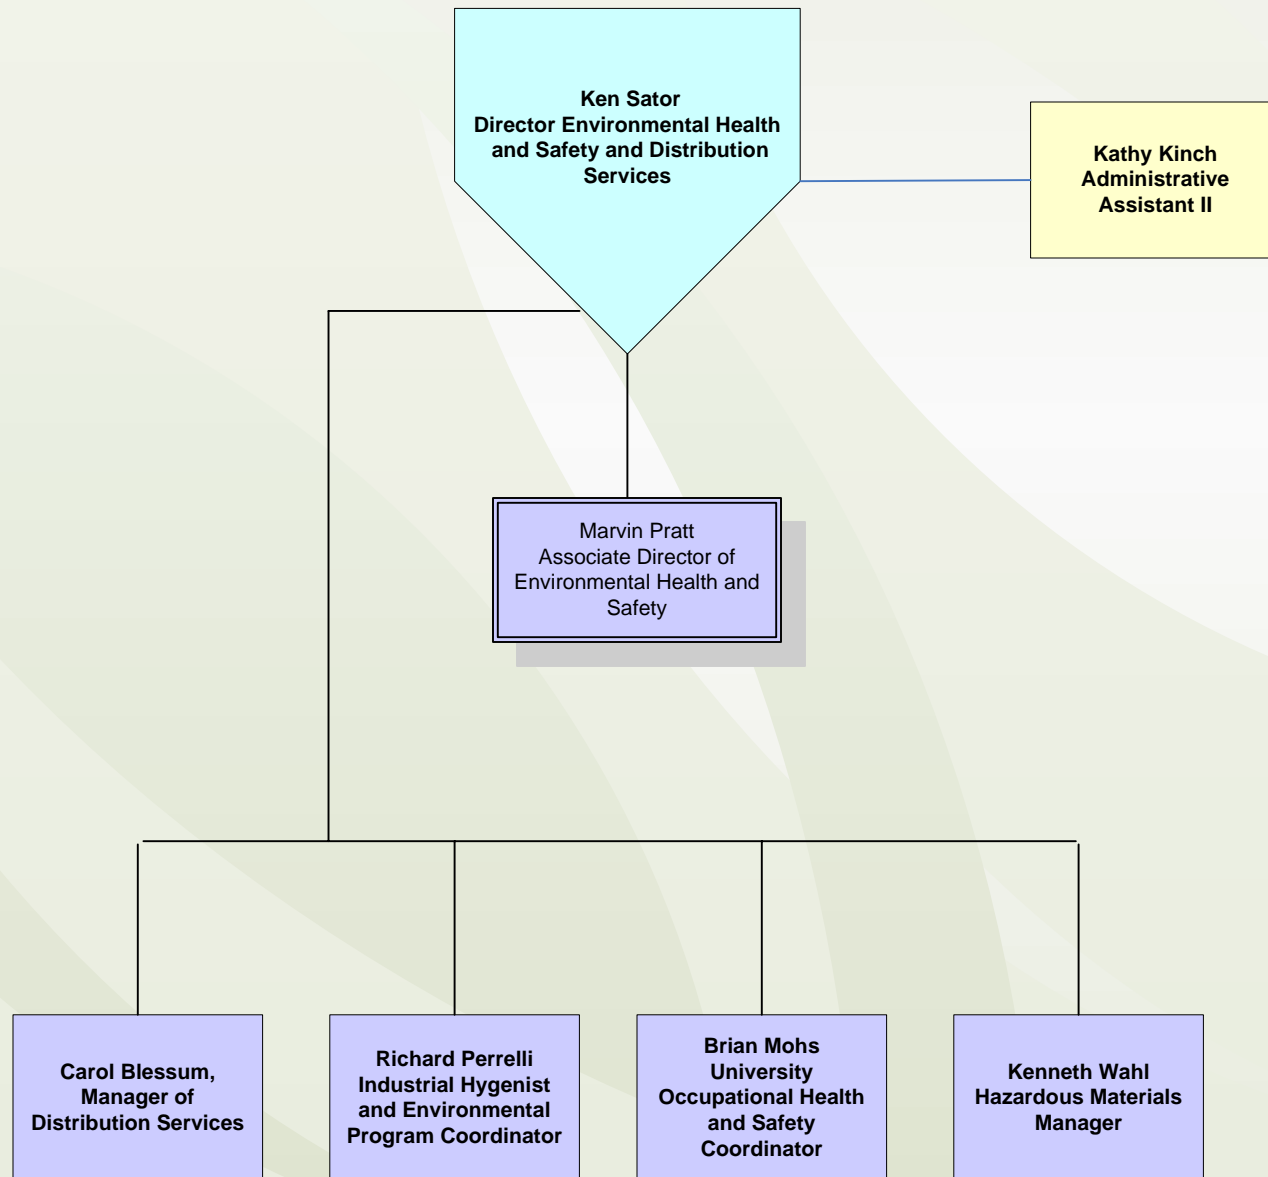 Ken Sator
Director Environmental Health
and Safety and Distribution
Services
Kathy Kinch
Administrative
Assistant II
Marvin Pratt
Associate Director of
Environmental Health and
Safety
Carol Blessum,
Manager of
Distribution Services
Richard Perrelli
Industrial Hygenist
and Environmental
Program Coordinator
Brian Mohs
University
Occupational Health
and Safety
Coordinator
Kenneth Wahl
Hazardous Materials
Manager